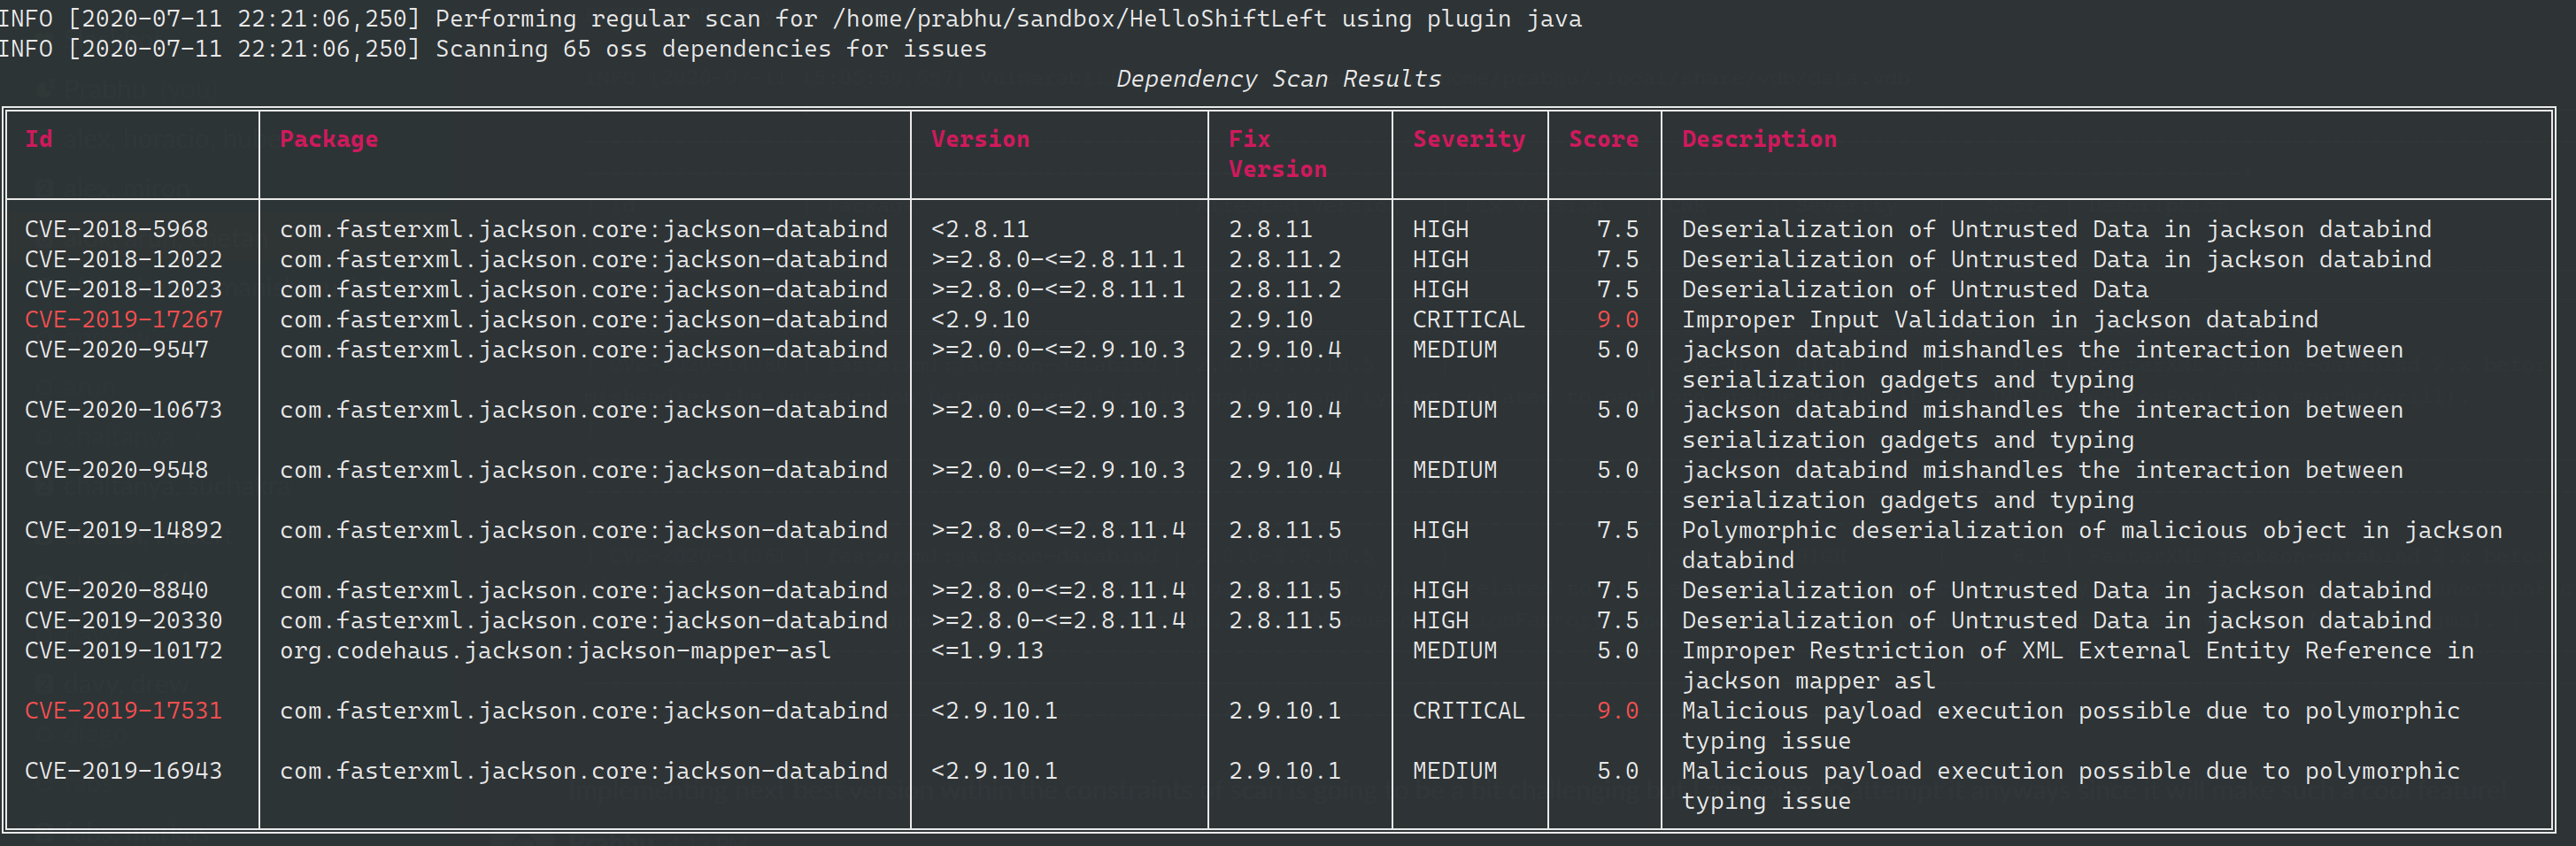 INFO [2020-07-11 22:21:06,250] Performing regular scan for /home/prabhu/sandbox/HelloShiftLeft using plugin java
INFO [2020-07-11 22:21:06,250] Scanning 65 oss dependencies for issues
Dependency Scan Results
Id Package Version Fix Severity Score Description
Version
CVE-2018-5968 com.fasterxml.jackson.core:jackson-databind <2.8.11 2.8.11 HIGH 7.5 Deserialization of Untrusted Data in jackson databind
CVE-2018-12022 com.fasterxml.jackson.core:jackson-databind >=2.8.0-<=2.8.11.1 2.8.11.2 HIGH 7.5 Deserialization of Untrusted Data in jackson databind
CVE-2018-12023 com.fasterxml.jackson.core:jackson-databind >=2.8.0-<=2.8.11.1 2.8.11.2 HIGH 7.5 Deserialization of Untrusted Data
CVE-2019-17267 com.fasterxml.jackson.core:jackson-databind <2.9.10 2.9.10 CRITICAL 9.0 Improper Input Validation in jackson databind
CVE-2020-9547 com.fasterxml.jackson.core:jackson-databind >=2.0.0-<=2.9.10.3 2.9.10.4 MEDIUM 5.0 jackson databind mishandles the interaction between
serialization gadgets and typing
CVE-2020-10673 com.fasterxml.jackson.core:jackson-databind >=2.0.0-<=2.9.10.3 2.9.10.4 MEDIUM 5.0 jackson databind mishandles the interaction between
serialization gadgets and typing
CVE-2020-9548 com.fasterxml.jackson.core:jackson-databind >=2.0.0-<=2.9.10.3 2.9.10.4 MEDIUM 5.0 jackson databind mishandles the interaction between
serialization gadgets and typing
CVE-2019-14892 com.fasterxml.jackson.core:jackson-databind >=2.8.0-<=2.8.11.4 2.8.11.5 HIGH 7.5 Polymorphic deserialization of malicious object in jackson
databind
CVE-2020-8840 com.fasterxml.jackson.core:jackson-databind >=2.8.0-<=2.8.11.4 2.8.11.5 HIGH 7.5 Deserialization of Untrusted Data in jackson databind
CVE-2019-20330 com.fasterxml.jackson.core:jackson-databind >=2.8.0-<=2.8.11.4 2.8.11.5 HIGH 7.5 Deserialization of Untrusted Data in jackson databind
CVE-2019-10172 org.codehaus.jackson:jackson-mapper-asl <=1.9.13 MEDIUM 5.0 Improper Restriction of XML External Entity Reference in
jackson mapper asl
CVE-2019-17531 com.fasterxml.jackson.core:jackson-databind <2.9.10.1 2.9.10.1 CRITICAL 9.0 Malicious payload execution possible due to polymorphic
typing issue
CVE-2019-16943 com.fasterxml.jackson.core:jackson-databind <2.9.10.1 2.9.10.1 MEDIUM 5.0 Malicious payload execution possible due to polymorphic
typing issue